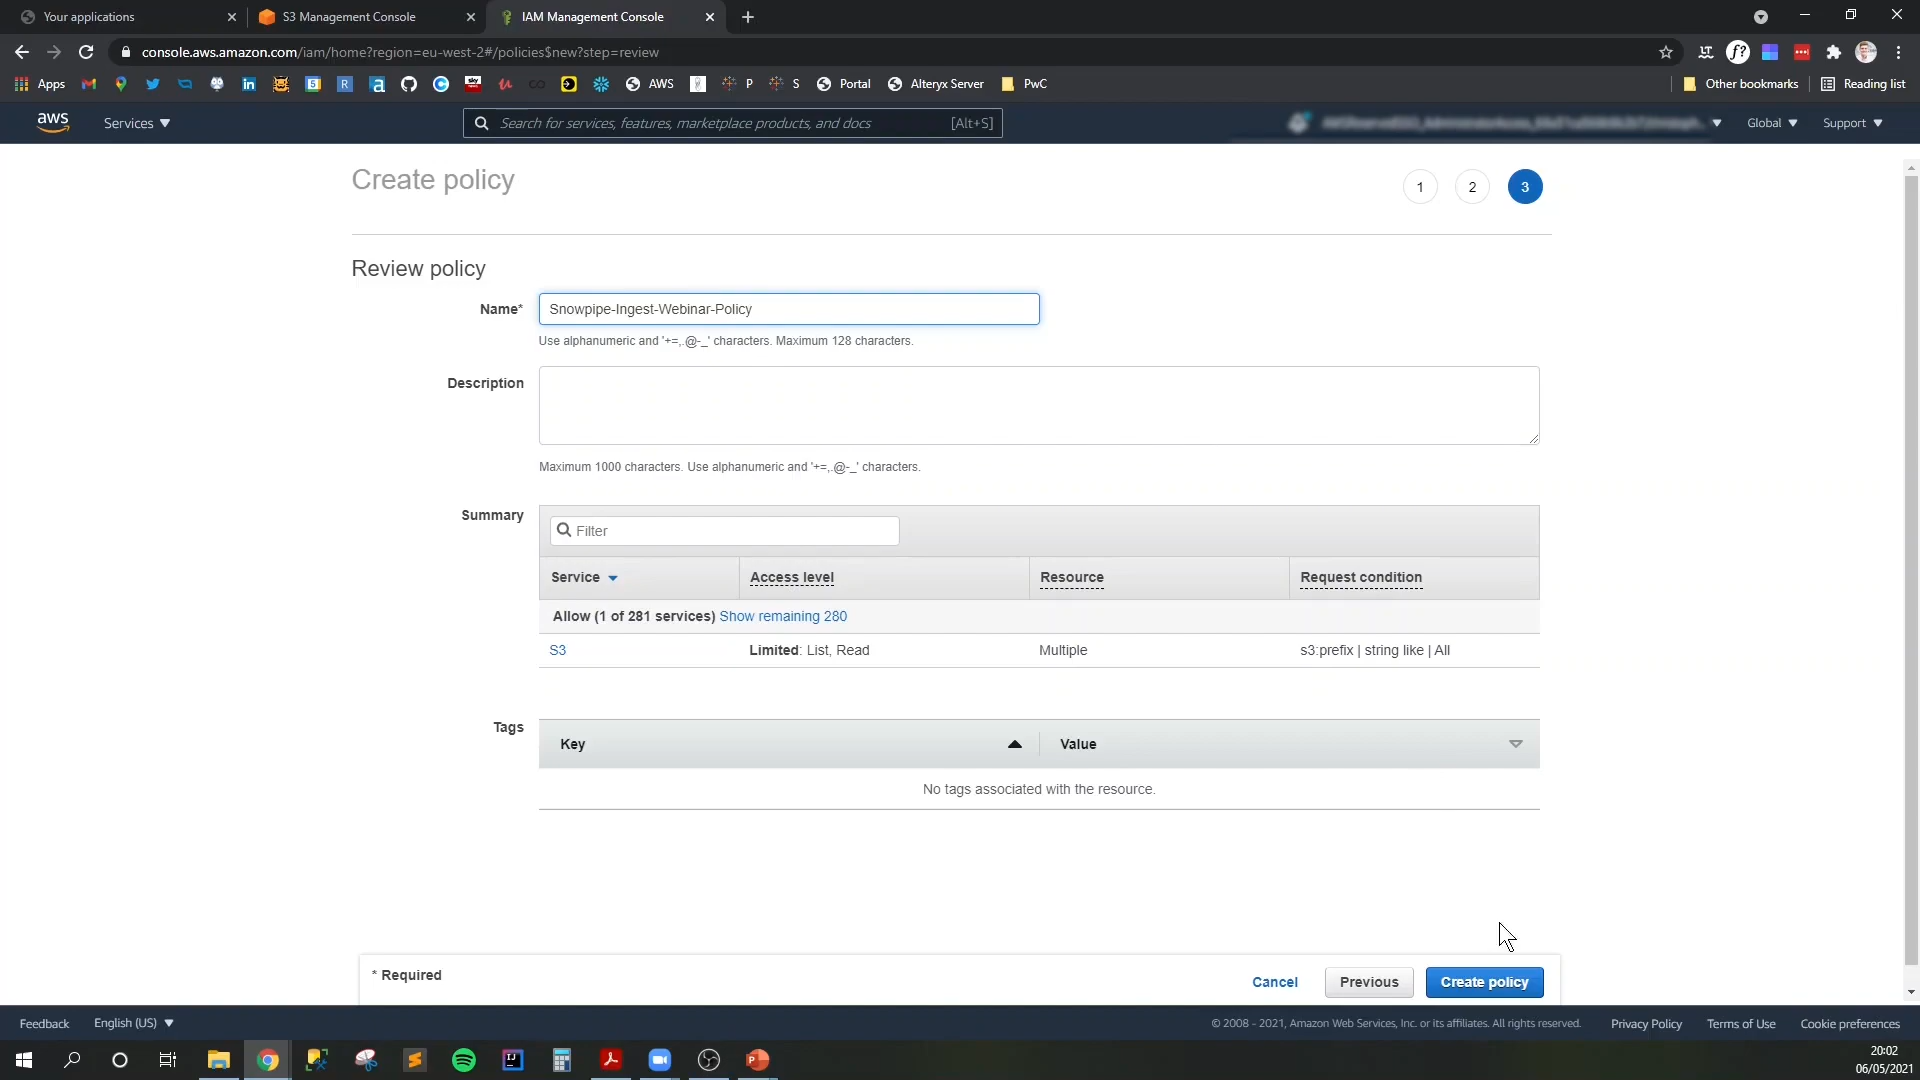 Your applications
S3 Management Console
IAM Management Console
console.aws.amazon.com/iam/home?region=eu-west-2#/policies$new?step=review
Apps
AWS
P
S
Portal
Alteryx Server
PwC
Other bookmarks
Reading list
aws
Services
Search for services, features, marketplace products, and docs
[Alt+S]
Global
Support
Create policy
1
2
3
Review policy
Name*
Snowpipe-Ingest-Webinar-Policy
Use alphanumeric and '+=,.@-_' characters. Maximum 128 characters.
Description
Maximum 1000 characters. Use alphanumeric and '+=,.@-_' characters.
Summary
Filter
Service
Access level
Resource
Request condition
Allow (1 of 281 services) Show remaining 280
S3
Limited: List, Read
Multiple
s3:prefix | string like | All
Tags
Key
Value
No tags associated with the resource.
* Required
Cancel
Previous
Create policy
Feedback
English (US)
© 2008 - 2021, Amazon Web Services, Inc. or its affiliates. All rights reserved.
Privacy Policy
Terms of Use
Cookie preferences
20:02
06/05/2021